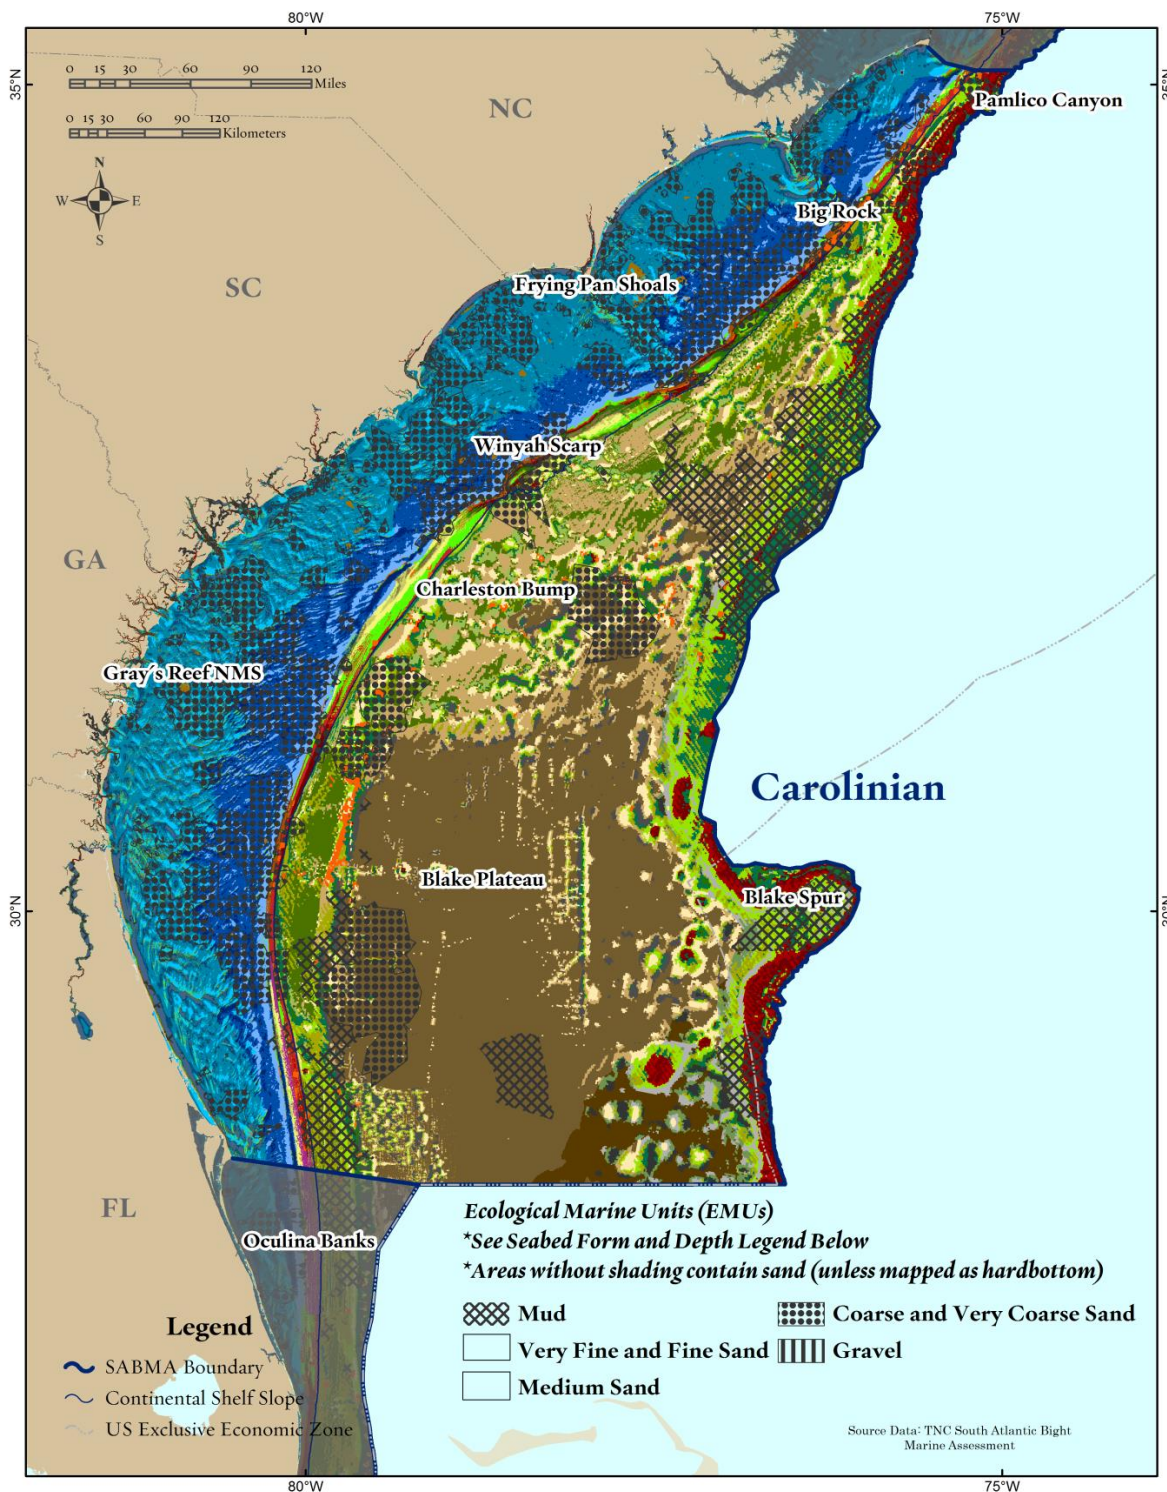 80°W
75°W
35°N
35°N
0 15 30 60 90 120
Miles
0 15 30 60 90 120
Kilometers
N
W E
S
NC
Pamlico Canyon
Big Rock
SC
Frying Pan Shoals
Winyah Scarp
GA
Charleston Bump
Gray's Reef NMS
Carolinian
Blake Plateau
Blake Spur
30°N
30°N
FL
Oculina Banks
Ecological Marine Units (EMUs)
*See Seabed Form and Depth Legend Below
*Areas without shading contain sand (unless mapped as hardbottom)
Mud
Coarse and Very Coarse Sand
Very Fine and Fine Sand
Gravel
Medium Sand
Legend
SABMA Boundary
Continental Shelf Slope
US Exclusive Economic Zone
Source Data: TNC South Atlantic Bight
Marine Assessment
80°W
75°W